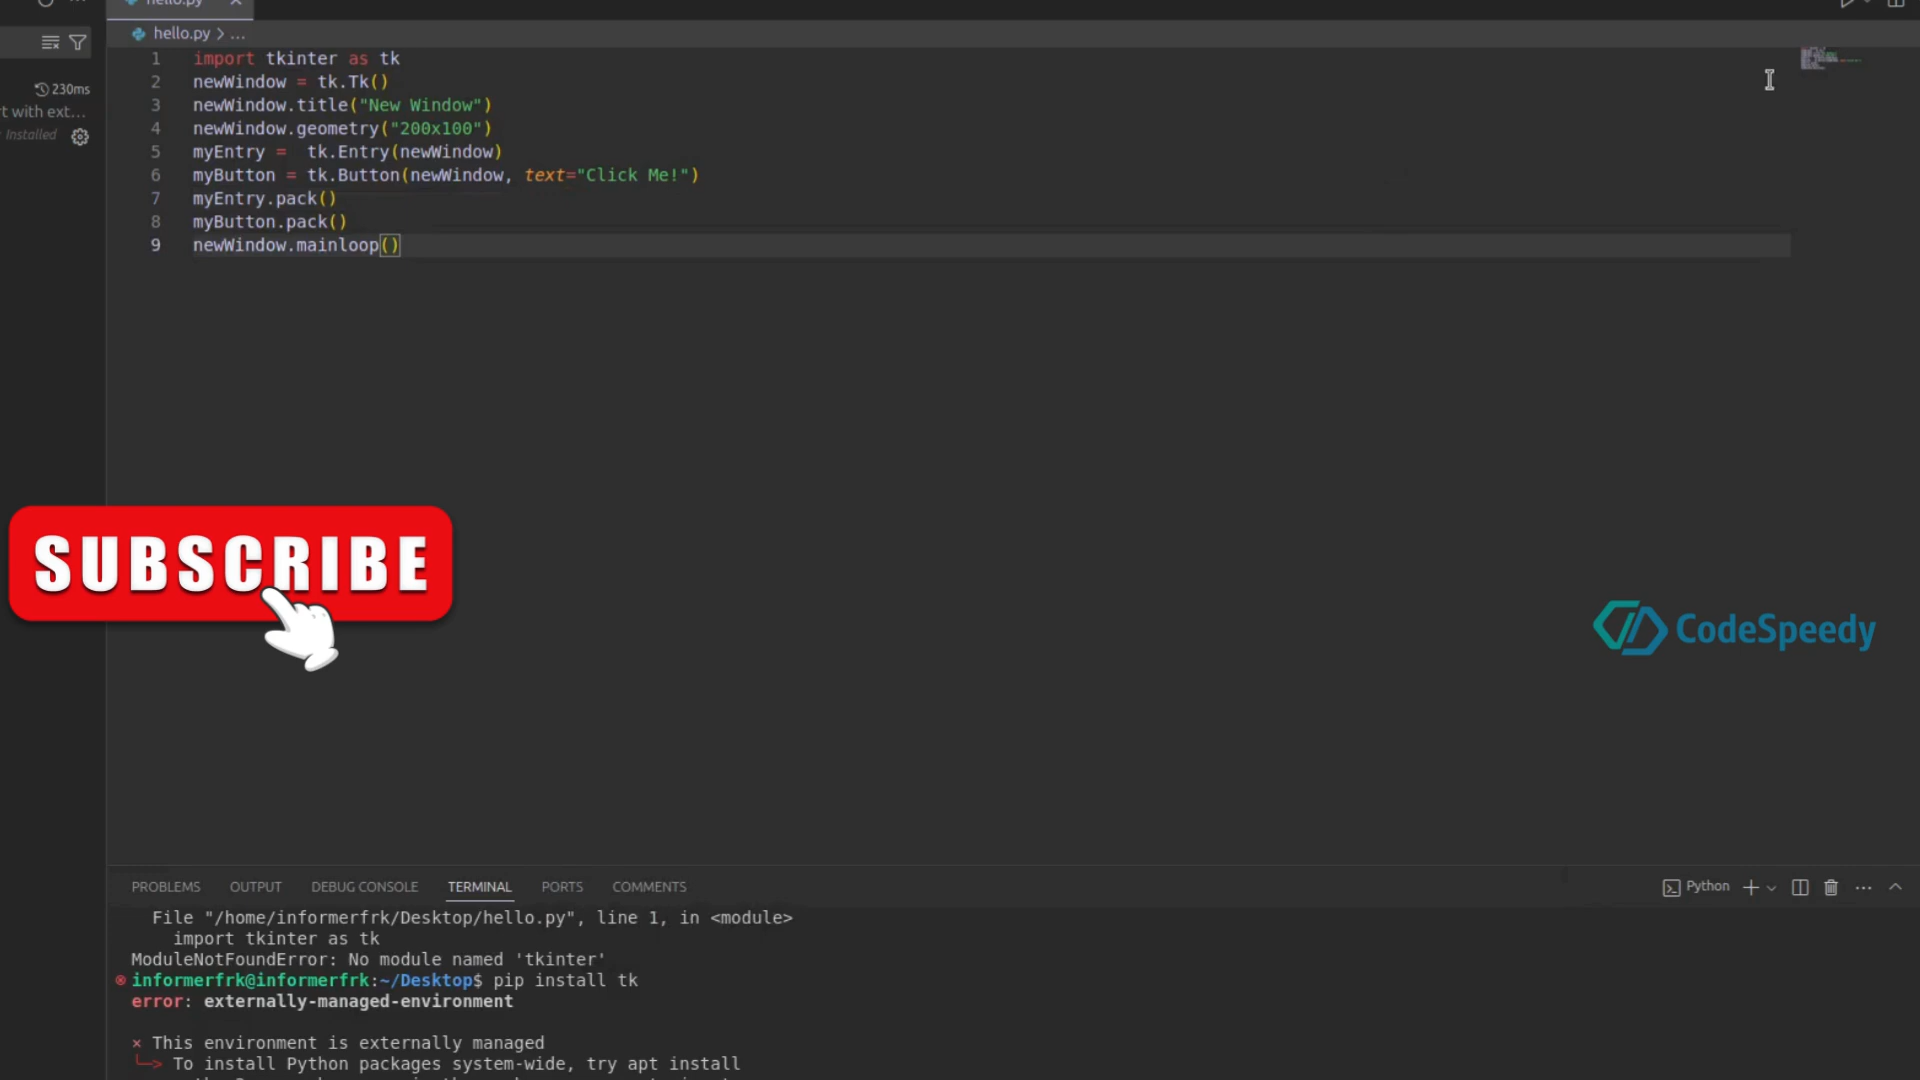 hello.py
hello.py > ...
230ms
t with ext...
Installed
1 import tkinter as tk
2 newWindow = tk.Tk()
3 newWindow.title("New Window")
4 newWindow.geometry("200x100")
5 myEntry =  tk.Entry(newWindow)
6 myButton = tk.Button(newWindow, text="Click Me!")
7 myEntry.pack()
8 myButton.pack()
9 newWindow.mainloop()
SUBSCRIBE
CodeSpeedy
PROBLEMS OUTPUT DEBUG CONSOLE TERMINAL PORTS COMMENTS Python
File "/home/informerfrk/Desktop/hello.py", line 1, in <module>
import tkinter as tk
ModuleNotFoundError: No module named 'tkinter'
informerfrk@informerfrk:~/Desktop$ pip install tk
error: externally-managed-environment
× This environment is externally managed
╰─> To install Python packages system-wide, try apt install